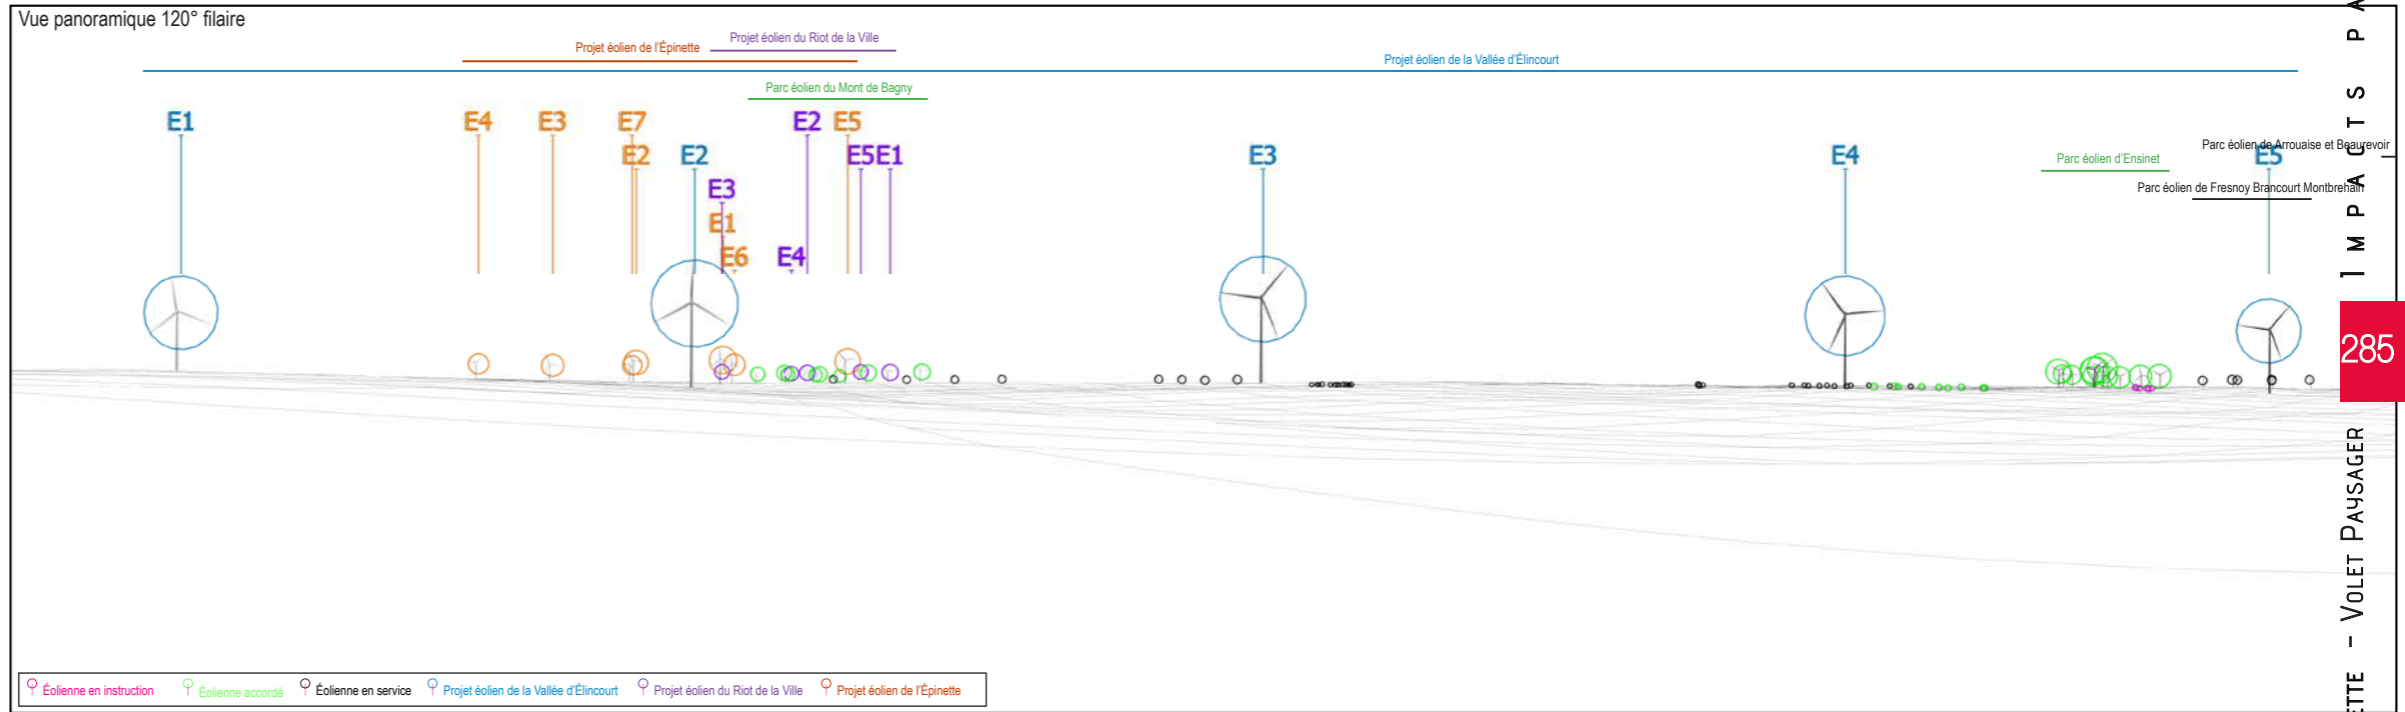 Vue panoramique 120° filaire
Projet éolien du Riot de la Ville
Projet éolien de l'Épinette
Projet éolien de la Vallée d'Élincourt
Parc éolien du Mont de Bagny
E1
E4
E3
E7
E2
E2
E3
E1
E6
E4
E2
E5
E5
E1
E3
E4
E5
Parc éolien d'Ensinet
Parc éolien de Arrouaise et Beaurevoir
Parc éolien de Fresnoy Brancourt Montbrehain
IMPACTS PA
285
ETTE - VOLET PAYSAGER
Éolienne en instruction
Éolienne accordé
Éolienne en service
Projet éolien de la Vallée d'Élincourt
Projet éolien du Riot de la Ville
Projet éolien de l'Épinette